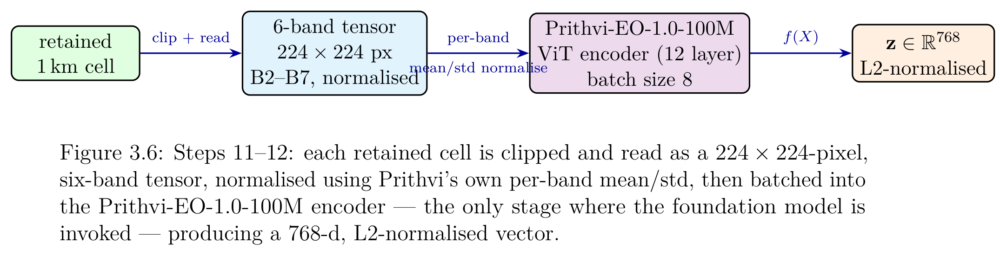 retained
1 km cell
clip + read
6-band tensor
224 × 224 px
B2–B7, normalised
per-band
mean/std normalise
Prithvi-EO-1.0-100M
ViT encoder (12 layer)
batch size 8
f(X)
z ∈ ℝ⁷⁶⁸
L2-normalised
Figure 3.6: Steps 11–12: each retained cell is clipped and read as a 224 × 224-pixel,
six-band tensor, normalised using Prithvi's own per-band mean/std, then batched into
the Prithvi-EO-1.0-100M encoder — the only stage where the foundation model is
invoked — producing a 768-d, L2-normalised vector.